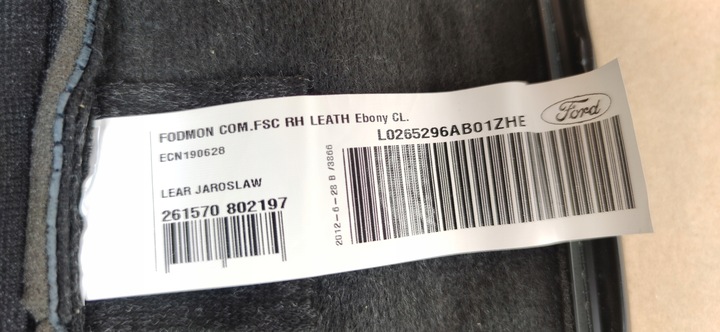 FODMON COM.FSC RH LEATH Ebony CL.
ECN190628
L0265296AB01ZHE
Ford
LEAR JAROSLAW
261570 802197
2012-6-28 B /3866